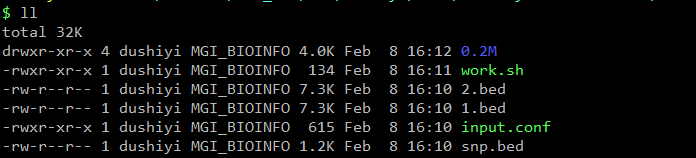 $ ll
total 32K
drwxr-xr-x 4 dushiyi MGI_BIOINFO 4.0K Feb  8 16:12 0.2M
-rwxr-xr-x 1 dushiyi MGI_BIOINFO  134 Feb  8 16:11 work.sh
-rw-r--r-- 1 dushiyi MGI_BIOINFO 7.3K Feb  8 16:10 2.bed
-rw-r--r-- 1 dushiyi MGI_BIOINFO 7.3K Feb  8 16:10 1.bed
-rwxr-xr-x 1 dushiyi MGI_BIOINFO  615 Feb  8 16:10 input.conf
-rw-r--r-- 1 dushiyi MGI_BIOINFO 1.2K Feb  8 16:10 snp.bed